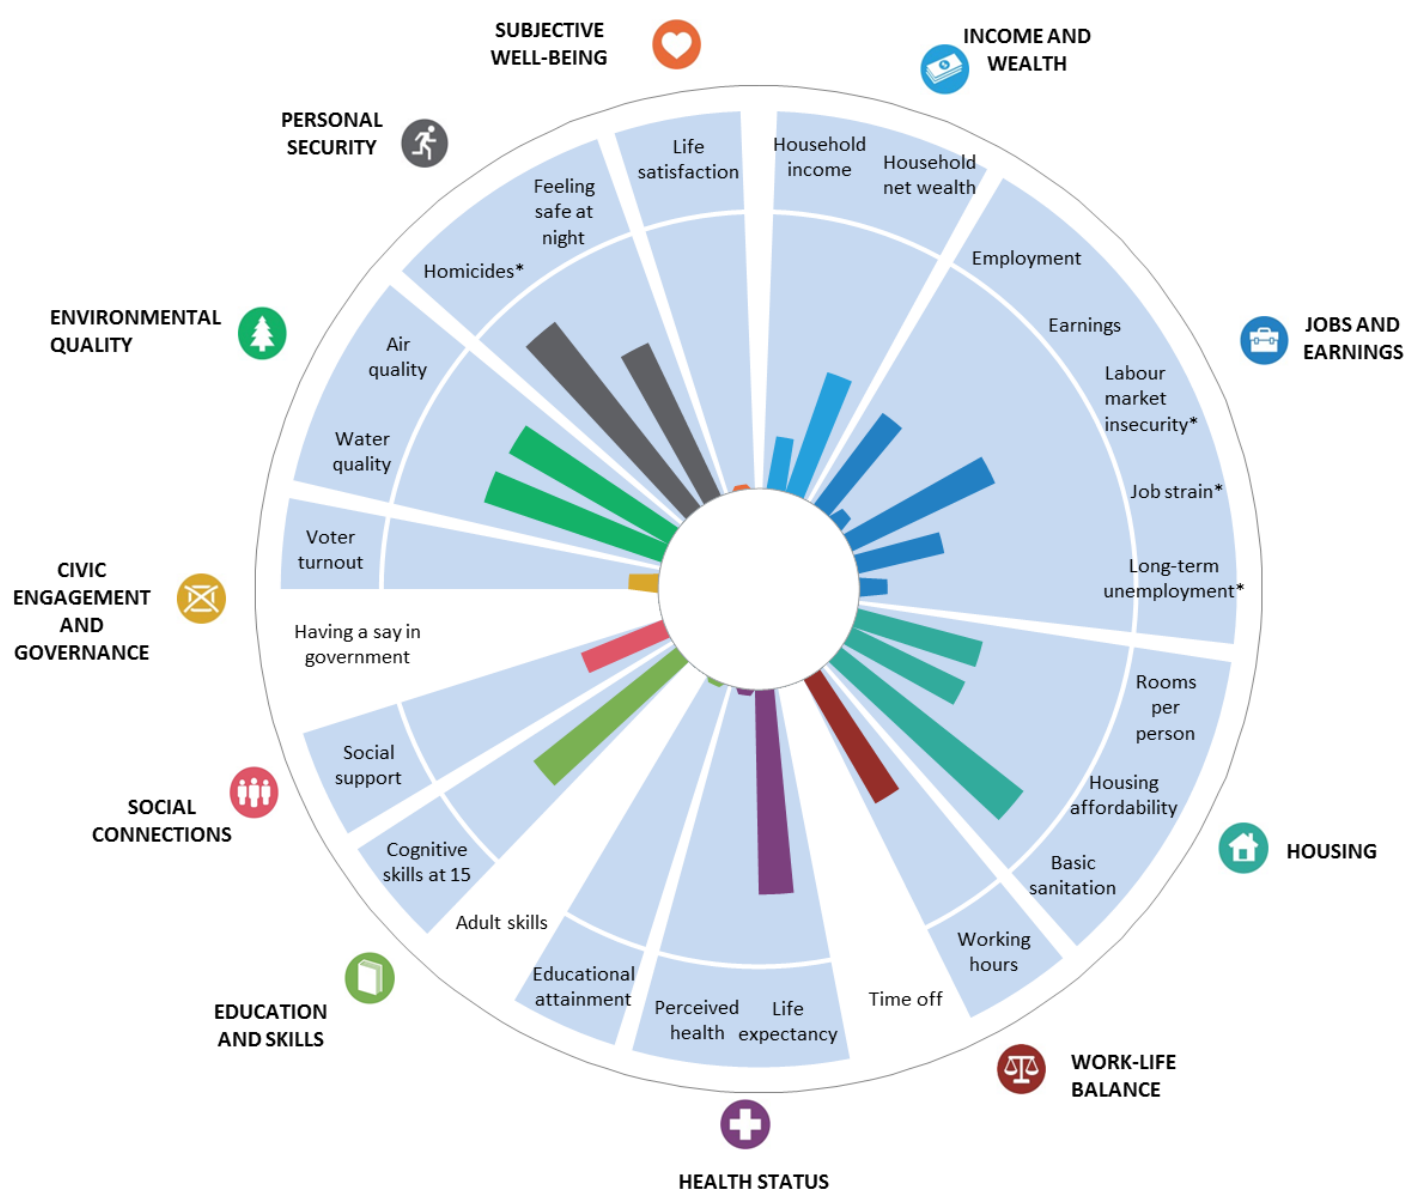 SUBJECTIVE
WELL-BEING
INCOME AND
WEALTH
PERSONAL
SECURITY
Life
satisfaction
Household
income
Household
net wealth
Feeling
safe at
night
Homicides*
Employment
ENVIRONMENTAL
QUALITY
Air
quality
Earnings
JOBS AND
EARNINGS
Labour
market
insecurity*
Water
quality
Job strain*
Voter
turnout
Long-term
unemployment*
CIVIC
ENGAGEMENT
AND
GOVERNANCE
Having a say in
government
Rooms
per
person
Social
support
Housing
affordability
SOCIAL
CONNECTIONS
Cognitive
skills at 15
Basic
sanitation
HOUSING
Adult skills
Working
hours
Educational
attainment
Perceived
health
Life
expectancy
Time off
EDUCATION
AND SKILLS
WORK-LIFE
BALANCE
HEALTH STATUS